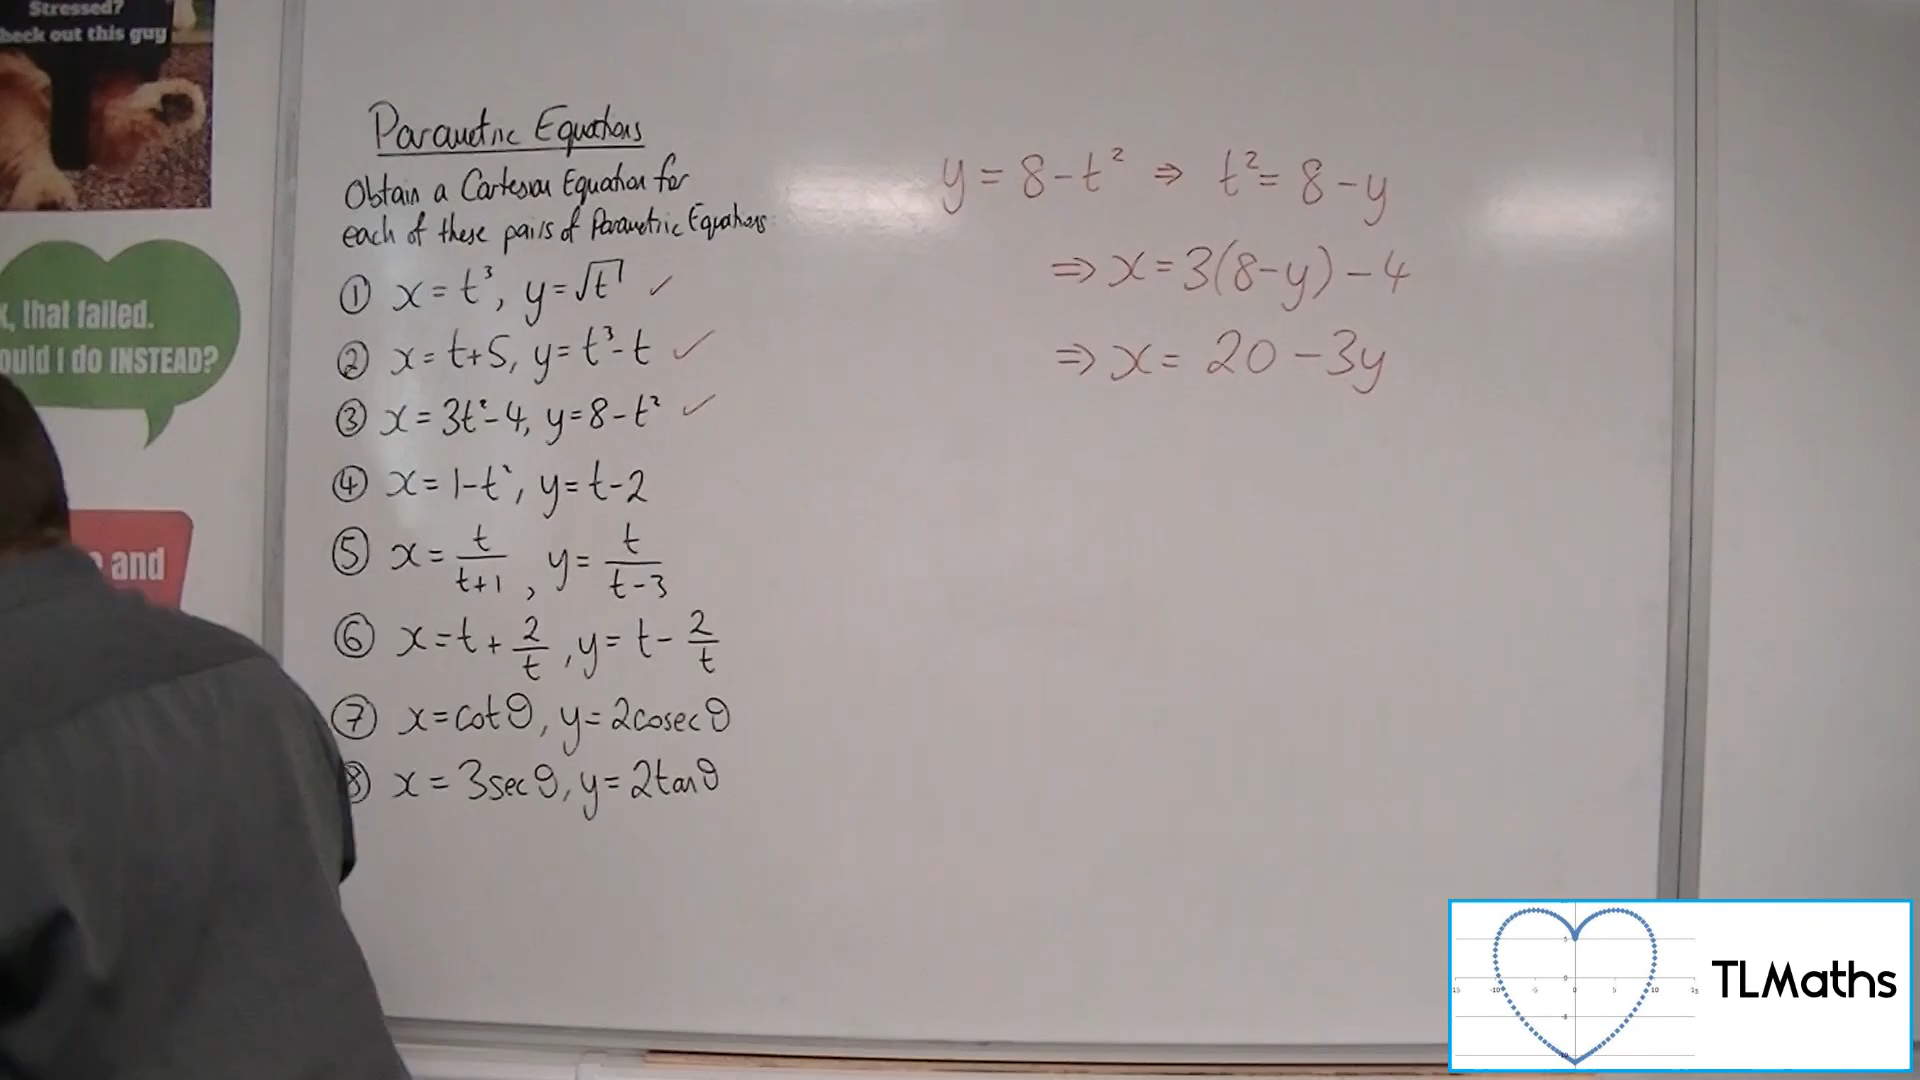 Stressed?
heck out this guy
, that failed.
ould I do INSTEAD?
and
Parametric Equations
Obtain a Cartesian Equation for
each of these pairs of Parametric Equations:
① x = t³, y = √t ✓
② x = t+5, y = t³-t ✓
③ x = 3t²-4, y = 8-t² ✓
④ x = 1-t², y = t-2
⑤ x = t/(t+1), y = t/(t-3)
⑥ x = t + 2/t, y = t - 2/t
⑦ x = cotθ, y = 2cosecθ
⑧ x = 3secθ, y = 2tanθ
y = 8-t² ⇒ t² = 8-y
⇒ x = 3(8-y)-4
⇒ x = 20-3y
TLMaths